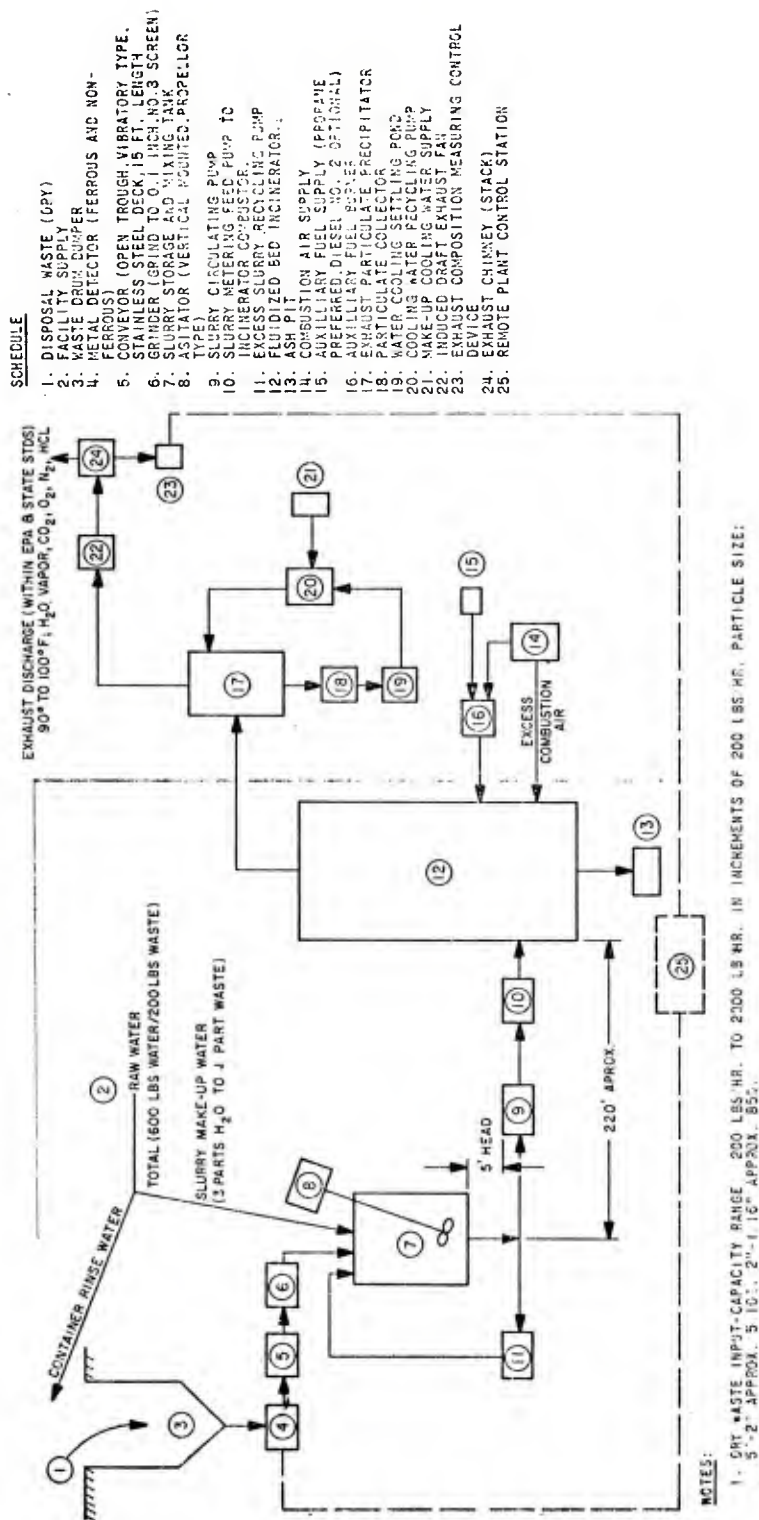 SCHEDULE
1. DISPOSAL WASTE (DRY)
2. FACILITY SUPPLY
3. WASTE DRUM DUMPER
4. METAL DETECTOR (FERROUS AND NON-
FERROUS)
5. CONVEYOR (OPEN TROUGH, VIBRATORY TYPE,
STAINLESS STEEL DECK, 15 FT. LENGTH
6. GRINDER (GRIND TO 0.1 INCH, NO.3 SCREEN)
7. SLURRY STORAGE AND MIXING TANK
8. AGITATOR (VERTICAL MOUNTED, PROPELLOR
TYPE)
9. SLURRY CIRCULATING PUMP
10. SLURRY METERING FEED PUMP TO
INCINERATOR COMBUSTOR.
11. EXCESS SLURRY RECYCLING PUMP
12. FLUIDIZED BED INCINERATOR.
13. ASH PIT
14. COMBUSTION AIR SUPPLY
15. AUXILLIARY FUEL SUPPLY (PROPANE
PREFERRED, DIESEL NO. 2 OPTIONAL)
16. AUXILLIARY FUEL BURNER
17. EXHAUST PARTICULATE PRECIPITATOR
18. PARTICULATE COLLECTOR
19. WATER COOLING SETTLING POND
20. COOLING WATER RECYCLING PUMP
21. MAKE-UP COOLING WATER SUPPLY
22. INDUCED DRAFT EXHAUST FAN
23. EXHAUST COMPOSITION MEASURING CONTROL
DEVICE
24. EXHAUST CHIMNEY (STACK)
25. REMOTE PLANT CONTROL STATION
EXHAUST DISCHARGE (WITHIN EPA & STATE STDS)
90° TO 100°F; H2O VAPOR, CO2, O2, N2, HCL
24
22
23
21
20
17
18
19
15
16
14
EXCESS
COMBUSTION
AIR
12
13
2
RAW WATER
TOTAL (600 LBS WATER/200 LBS WASTE)
CONTAINER RINSE WATER
SLURRY MAKE-UP WATER
(3 PARTS H2O TO 1 PART WASTE)
1
3
4
5
6
7
8
5' HEAD
9
10
11
220' APROX.
25
NOTES:
1. DRY WASTE INPUT-CAPACITY RANGE 200 LBS/HR. TO 2000 LB/HR. IN INCREMENTS OF 200 LBS/HR. PARTICLE SIZE:
5"-2" APPROX. 2"-1/16" APPROX.